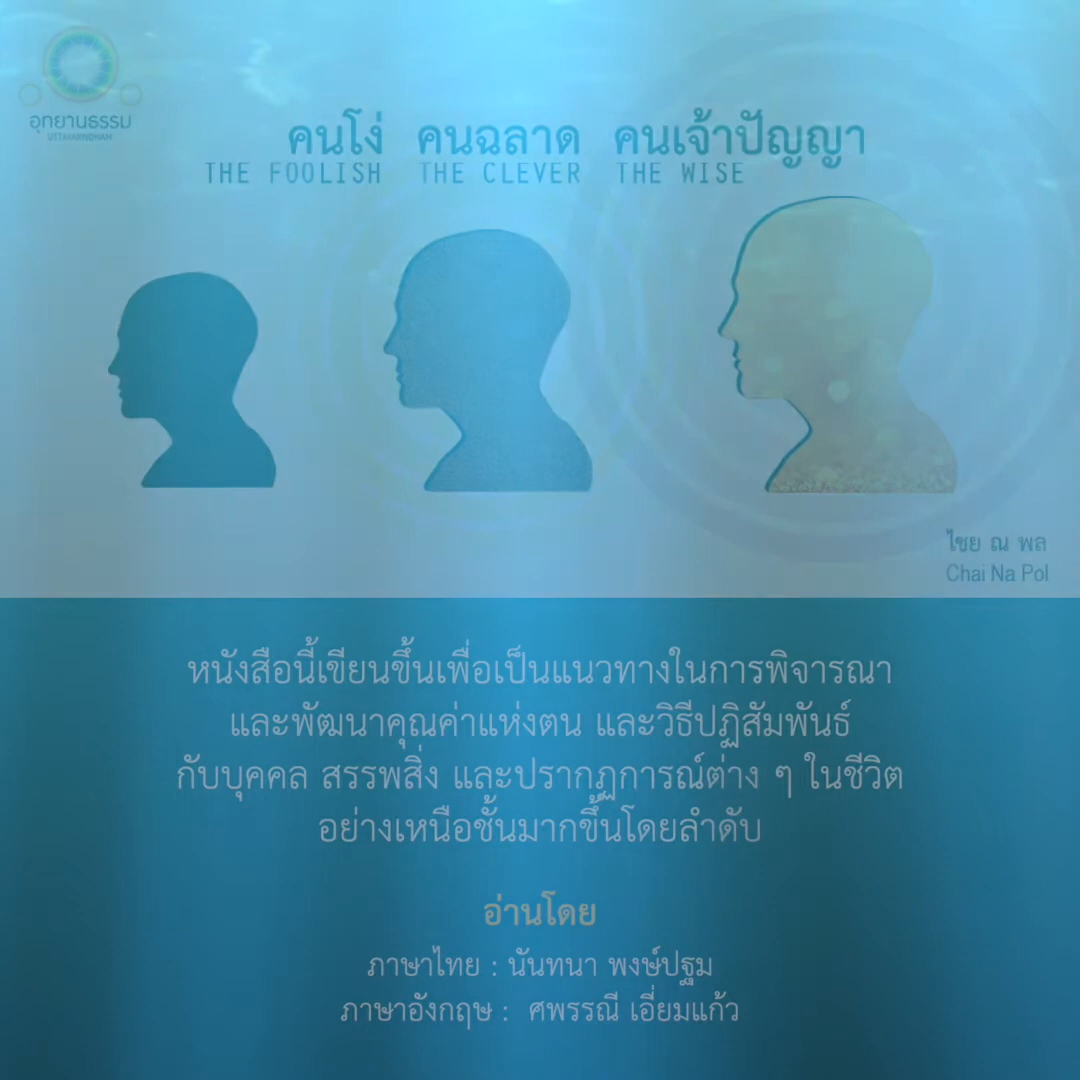 อุทยานธรรม
UTTAYARNDHAM
คนโง่ คนฉลาด คนเจ้าปัญญา
THE FOOLISH THE CLEVER THE WISE
ไชย ณ พล
Chai Na Pol
หนังสือนี้เขียนขึ้นเพื่อเป็นแนวทางในการพิจารณา
และพัฒนาคุณค่าแห่งตน และวิธีปฏิสัมพันธ์
กับบุคคล สรรพสิ่ง และปรากฏการณ์ต่าง ๆ ในชีวิต
อย่างเหนือชั้นมากขึ้นโดยลำดับ
อ่านโดย
ภาษาไทย : นันทนา พงษ์ปฐม
ภาษาอังกฤษ : ศพรรณี เอี่ยมแก้ว